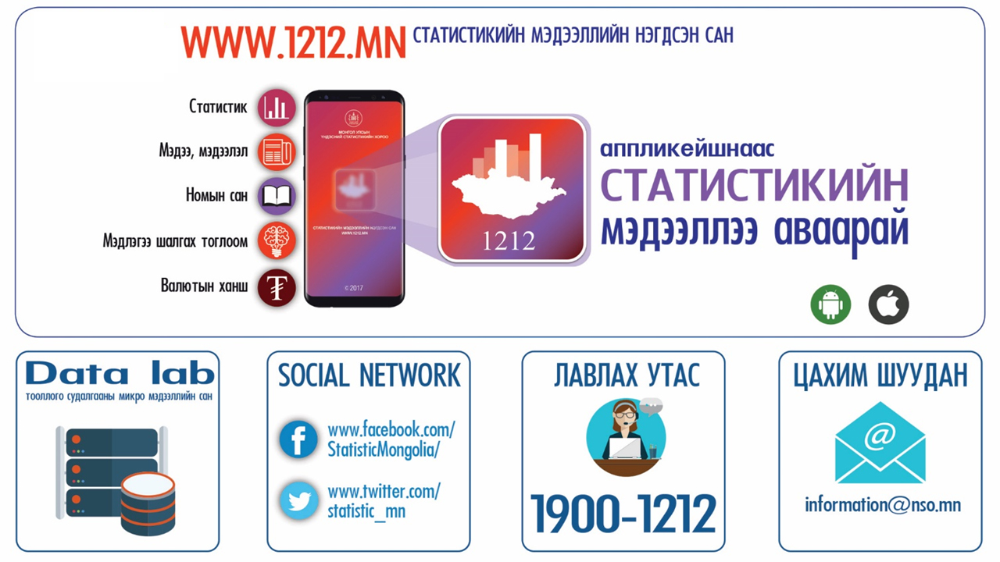 WWW.1212.MN СТАТИСТИКИЙН МЭДЭЭЛЛИЙН НЭГДСЭН САН
Статистик
Мэдээ, мэдээлэл
Номын сан
Мэдлэгээ шалгах тоглоом
Валютын ханш
МОНГОЛ УЛСЫН
ҮНДЭСНИЙ СТАТИСТИКИЙН ХОРОО
СТАТИСТИКИЙН МЭДЭЭЛЛИЙН НЭГДСЭН САН
WWW.1212.MN
© 2017
1212
аппликейшнаас
СТАТИСТИКИЙН
мэдээллээ аваарай
Data lab
тооллого судалгааны микро мэдээллийн сан
SOCIAL NETWORK
www.facebook.com/
StatisticMongolia/
www.twitter.com/
statistic_mn
ЛАВЛАХ УТАС
1900-1212
ЦАХИМ ШУУДАН
@
information@nso.mn